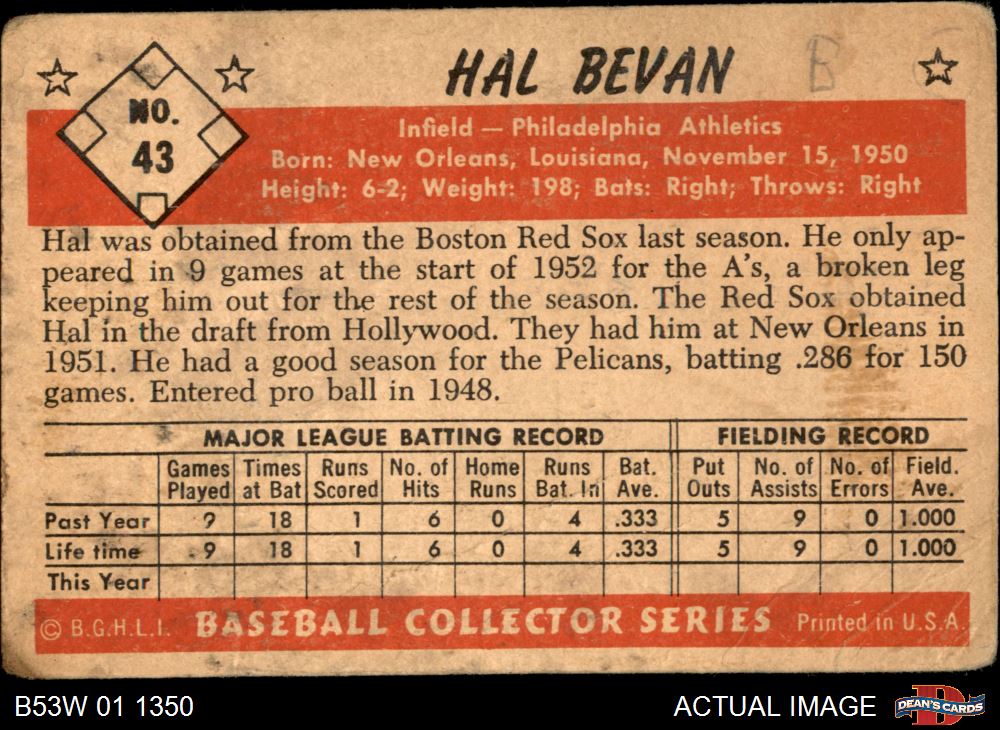 HAL BEVAN
B
NO.
43
Infield — Philadelphia Athletics
Born: New Orleans, Louisiana, November 15, 1950
Height: 6-2; Weight: 198; Bats: Right; Throws: Right
Hal was obtained from the Boston Red Sox last season. He only ap-
peared in 9 games at the start of 1952 for the A's, a broken leg
keeping him out for the rest of the season. The Red Sox obtained
Hal in the draft from Hollywood. They had him at New Orleans in
1951. He had a good season for the Pelicans, batting .286 for 150
games. Entered pro ball in 1948.
MAJOR LEAGUE BATTING RECORD FIELDING RECORD
Games Times Runs No. of Home Runs Bat. Put No. of No. of Field.
Played at Bat Scored Hits Runs Bat. In Ave. Outs Assists Errors Ave.
Past Year 9 18 1 6 0 4 .333 5 9 0 1.000
Life time 9 18 1 6 0 4 .333 5 9 0 1.000
This Year
© B.G.H.L.I. BASEBALL COLLECTOR SERIES Printed in U.S.A.
B53W 01 1350 ACTUAL IMAGE DEAN'S CARDS